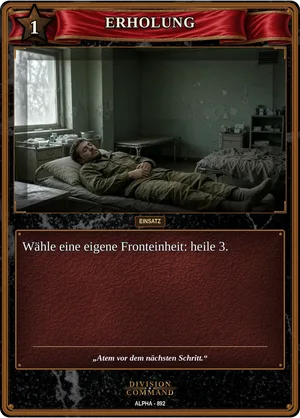 ERHOLUNG
1
EINSATZ
Wähle eine eigene Fronteinheit: heile 3.
„Atem vor dem nächsten Schritt.“
DIVISION
COMMAND
ALPHA - 892